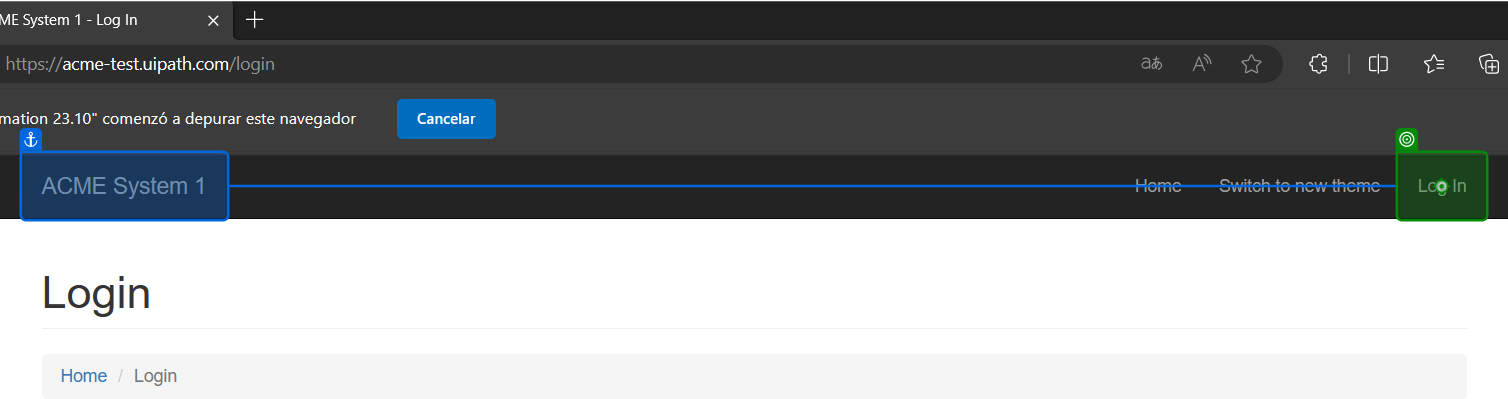 ME System 1 - Log In
https://acme-test.uipath.com/login
mation 23.10" comenzó a depurar este navegador Cancelar
ACME System 1 Home Switch to new theme Log In
Login
Home / Login